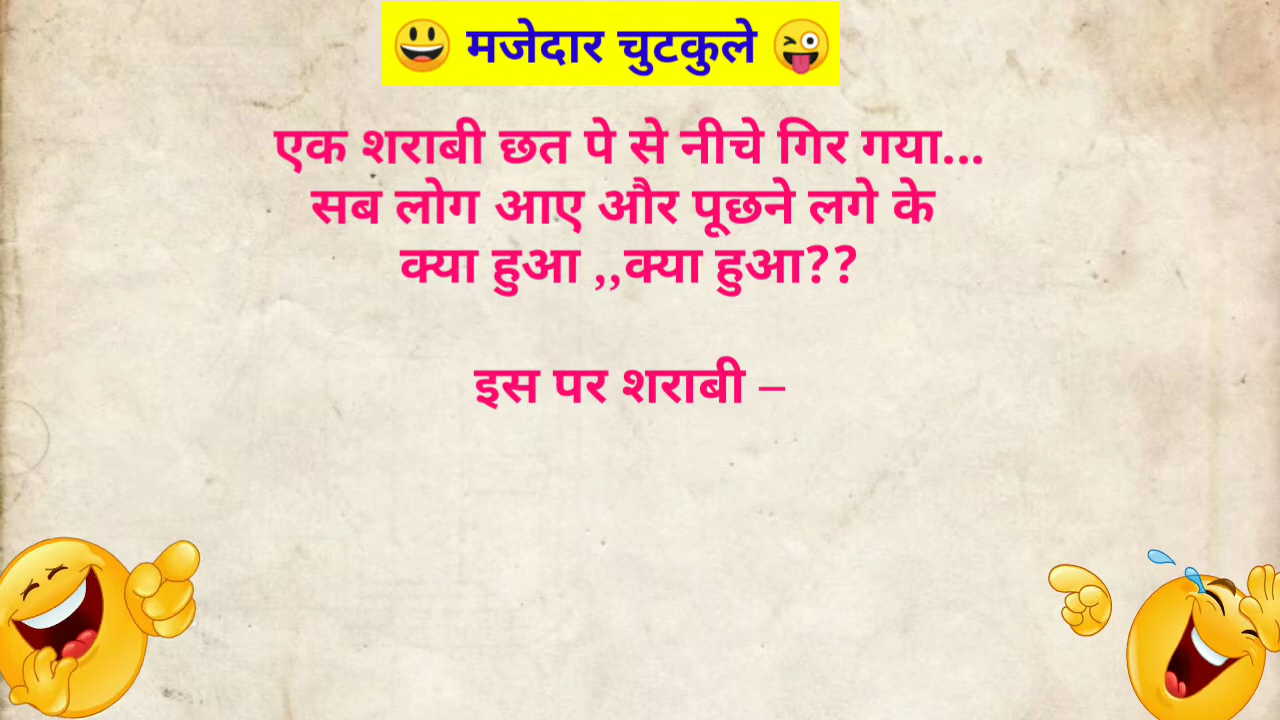 😃 मजेदार चुटकुले 😜
एक शराबी छत पे से नीचे गिर गया...
सब लोग आए और पूछने लगे के
क्या हुआ ,,क्या हुआ??
इस पर शराबी –